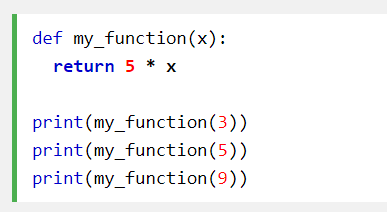 def my_function(x):
  return 5 * x

print(my_function(3))
print(my_function(5))
print(my_function(9))